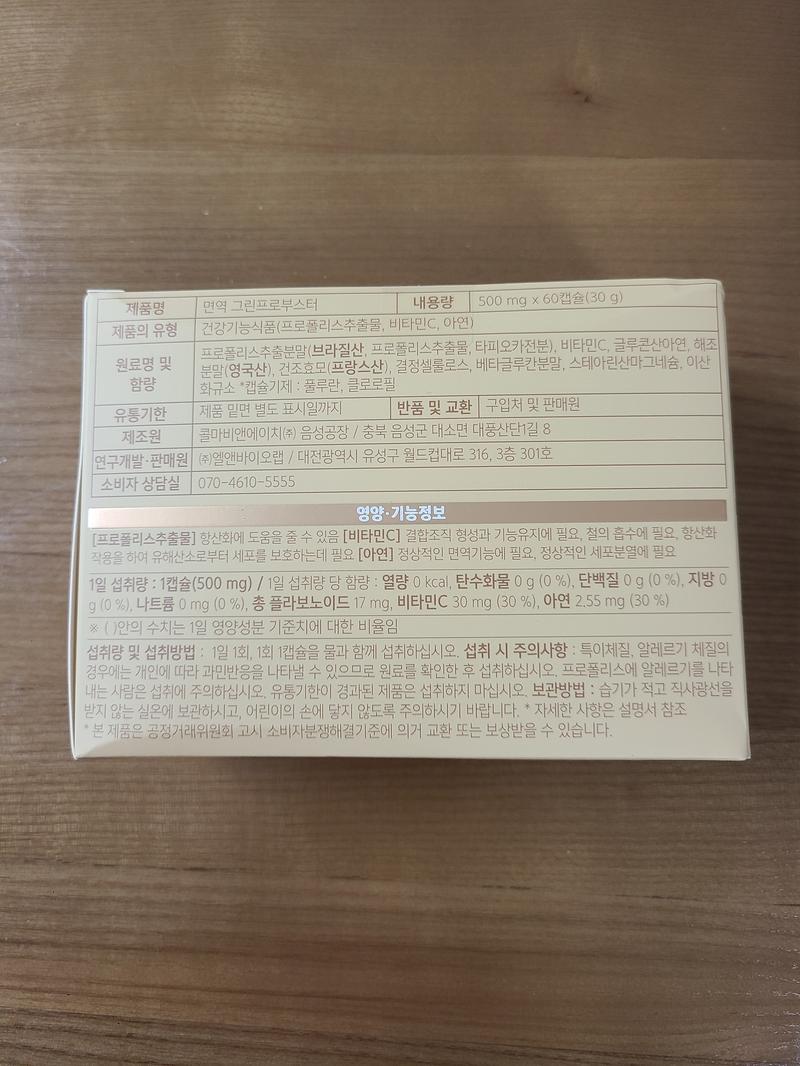 제품명 면역 그린프로부스터 내용량 500 mg x 60캡슐(30 g)
제품의 유형 건강기능식품(프로폴리스추출물, 비타민C, 아연)
원료명 및 함량 프로폴리스추출분말(브라질산, 프로폴리스추출물, 타피오카전분), 비타민C, 글루콘산아연, 해조
분말(영국산), 건조효모(프랑스산), 결정셀룰로스, 베타글루칸분말, 스테아린산마그네슘, 이산
화규소 *캡슐기제 : 풀루란, 클로로필
유통기한 제품 밑면 별도 표시일까지 반품 및 교환 구입처 및 판매원
제조원 콜마비앤에이치㈜ 음성공장 / 충북 음성군 대소면 대풍산단1길 8
연구개발·판매원 ㈜엘앤바이오랩 / 대전광역시 유성구 월드컵대로 316, 3층 301호
소비자 상담실 070-4610-5555
영양·기능정보
[프로폴리스추출물] 항산화에 도움을 줄 수 있음 [비타민C] 결합조직 형성과 기능유지에 필요, 철의 흡수에 필요, 항산화
작용을 하여 유해산소로부터 세포를 보호하는데 필요 [아연] 정상적인 면역기능에 필요, 정상적인 세포분열에 필요
1일 섭취량 : 1캡슐(500 mg) / 1일 섭취량 당 함량 : 열량 0 kcal, 탄수화물 0 g (0 %), 단백질 0 g (0 %), 지방 0
g (0 %), 나트륨 0 mg (0 %), 총 플라보노이드 17 mg, 비타민C 30 mg (30 %), 아연 2.55 mg (30 %)
※ ( )안의 수치는 1일 영양성분 기준치에 대한 비율임
섭취량 및 섭취방법 : 1일 1회, 1회 1캡슐을 물과 함께 섭취하십시오. 섭취 시 주의사항 : 특이체질, 알레르기 체질의
경우에는 개인에 따라 과민반응을 나타낼 수 있으므로 원료를 확인한 후 섭취하십시오. 프로폴리스에 알레르기를 나타
내는 사람은 섭취에 주의하십시오. 유통기한이 경과된 제품은 섭취하지 마십시오. 보관방법 : 습기가 적고 직사광선을
받지 않는 실온에 보관하시고, 어린이의 손에 닿지 않도록 주의하시기 바랍니다. * 자세한 사항은 설명서 참조
* 본 제품은 공정거래위원회 고시 소비자분쟁해결기준에 의거 교환 또는 보상받을 수 있습니다.